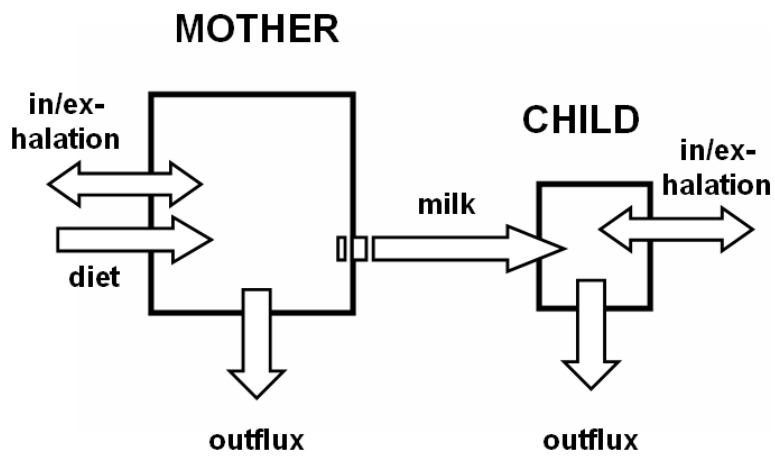 MOTHER
in/ex-
halation
diet
outflux
milk
CHILD
in/ex-
halation
outflux